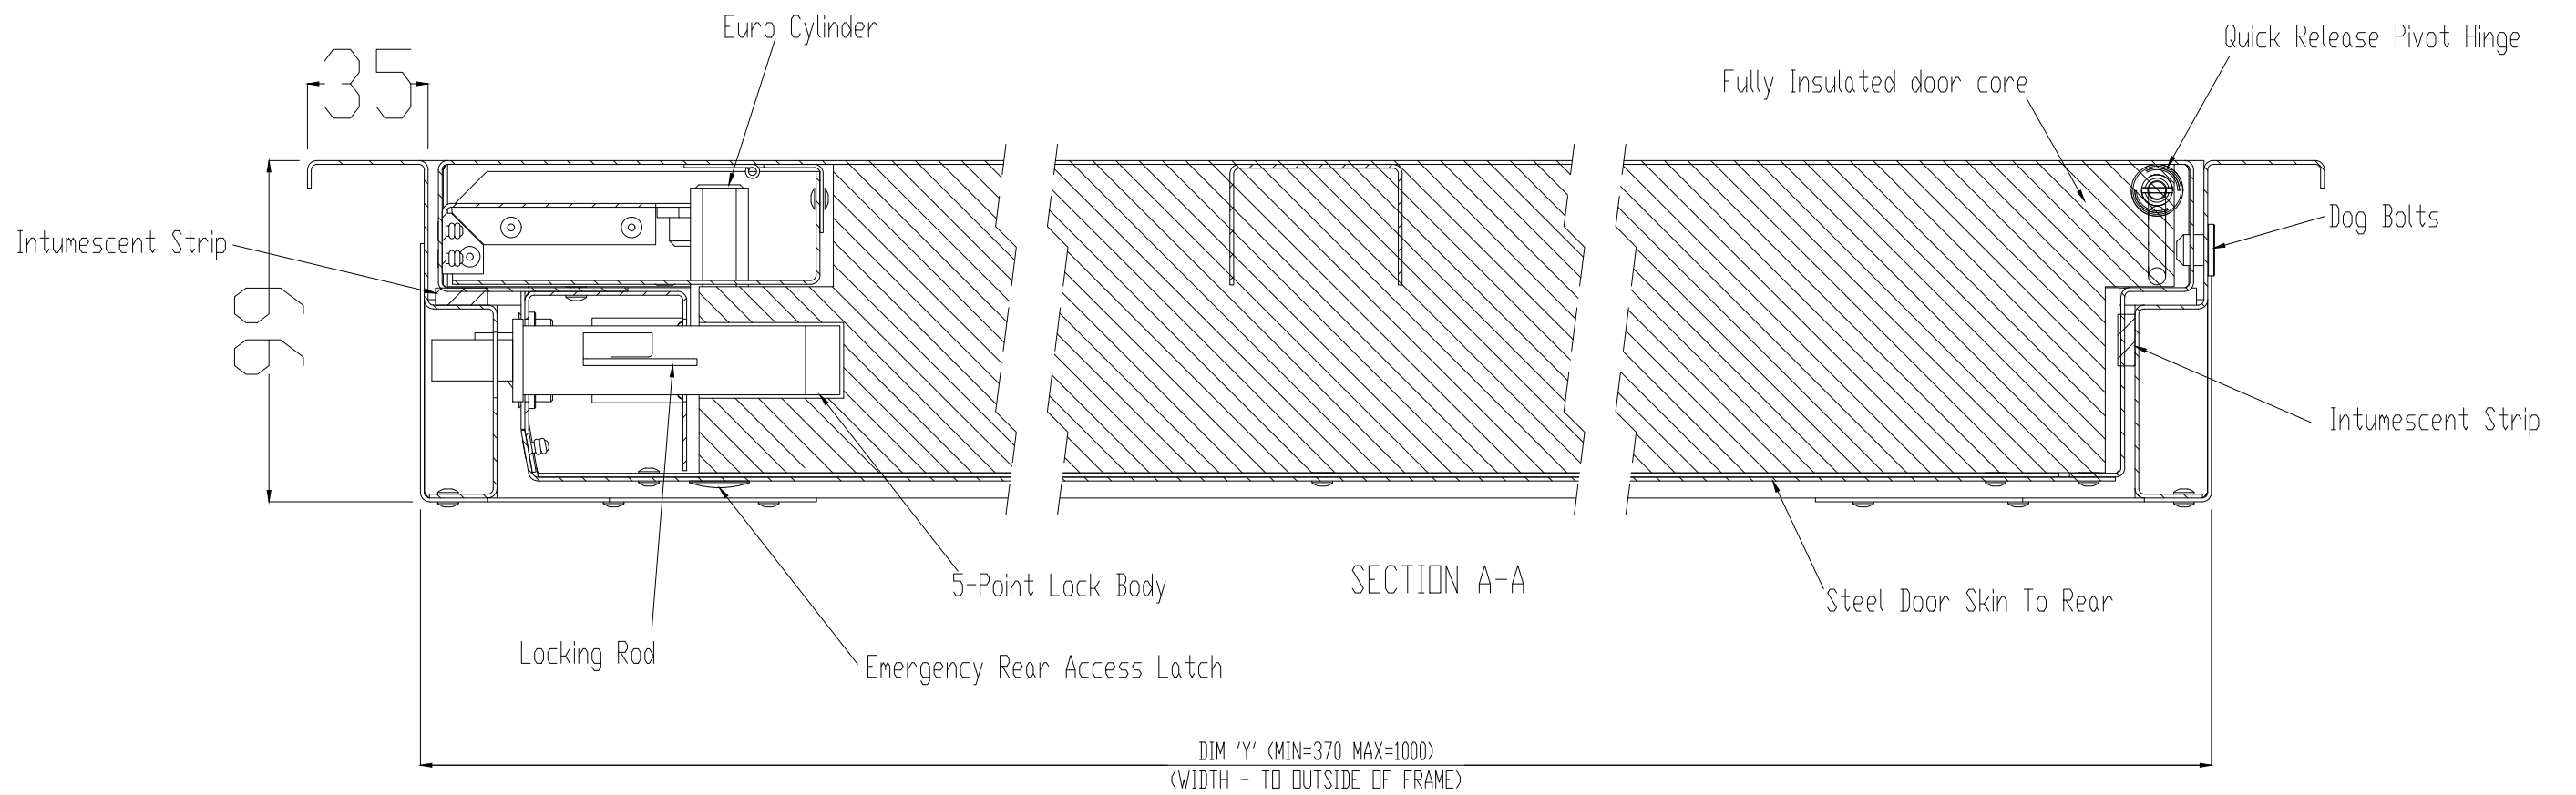 Euro Cylinder
Quick Release Pivot Hinge
35
Fully Insulated door core
Dog Bolts
Intumescent Strip
99
Intumescent Strip
5-Point Lock Body
SECTION A-A
Steel Door Skin To Rear
Locking Rod
Emergency Rear Access Latch
DIM 'Y' (MIN=370 MAX=1000)
(WIDTH - TO OUTSIDE OF FRAME)